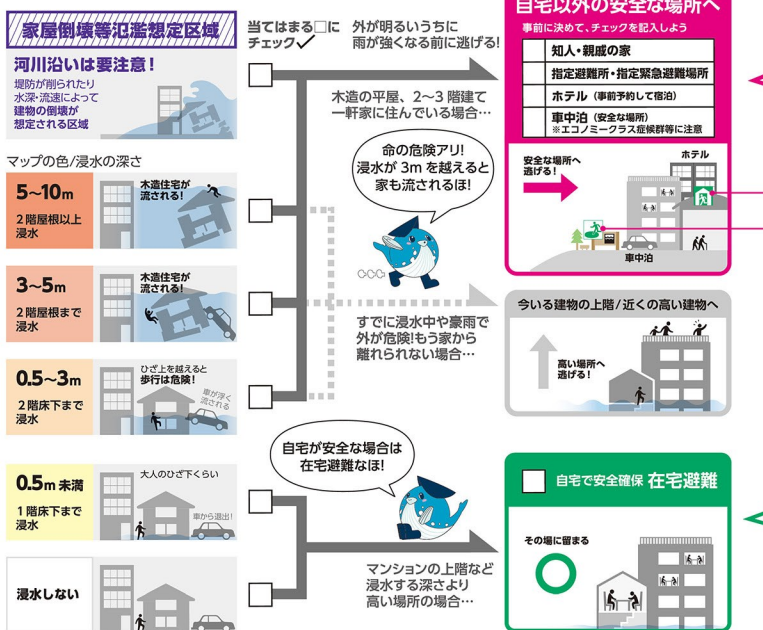 家屋倒壊等氾濫想定区域
河川沿いは要注意!
堤防が削られたり
水深・流速によって
建物の倒壊が
想定される区域
マップの色/浸水の深さ
5~10m
2階屋根以上
浸水
木造住宅が
流される!
3~5m
2階屋根まで
浸水
木造住宅が
流される!
0.5~3m
2階床下まで
浸水
ひざ上を越えると
歩行は危険!
車が浮く
流される
0.5m 未満
1階床下まで
浸水
大人のひざ下くらい
車から退出!
浸水しない
当てはまる□に
チェック✓
外が明るいうちに
雨が強くなる前に逃げる!
木造の平屋、2~3階建て
一軒家に住んでいる場合…
命の危険アリ!
浸水が 3m を越えると
家も流されるほ!
すでに浸水中や豪雨で
外が危険!もう家から
離れられない場合…
自宅が安全な場合は
在宅避難なほ!
マンションの上階など
浸水する深さより
高い場所の場合…
自宅以外の安全な場所へ
事前に決めて、チェックを記入しよう
知人・親戚の家
指定避難所・指定緊急避難場所
ホテル(事前予約して宿泊)
車中泊(安全な場所)
※エコノミークラス症候群等に注意
安全な場所へ
逃げる!
ホテル
車中泊
今いる建物の上階/近くの高い建物へ
高い場所へ
逃げる!
自宅で安全確保 在宅避難
その場に留まる